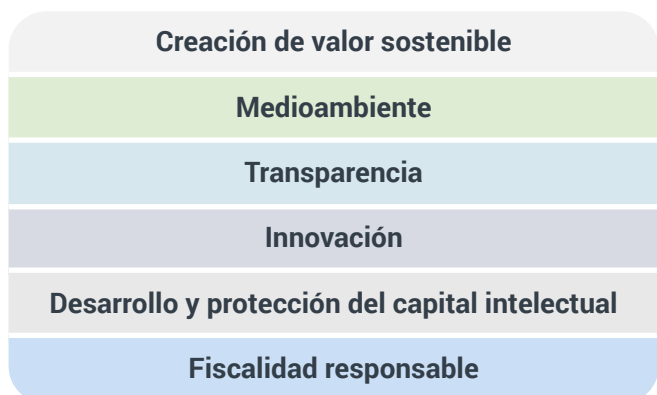 Creación de valor sostenible
Medioambiente
Transparencia
Innovación
Desarrollo y protección del capital intelectual
Fiscalidad responsable